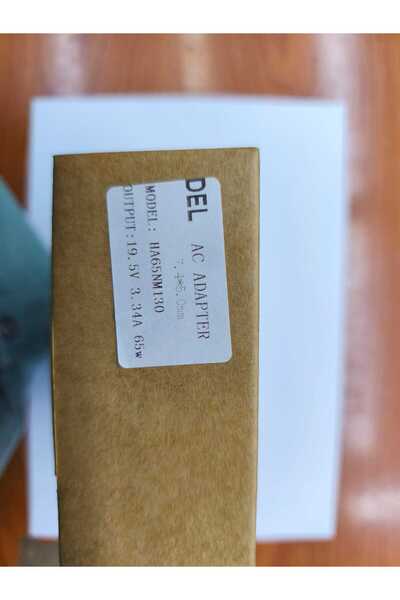 DEL AC ADAPTER
7.4*5.0mm
MODEL: HA65NM130
OUTPUT:19.5V 3.34A 65w